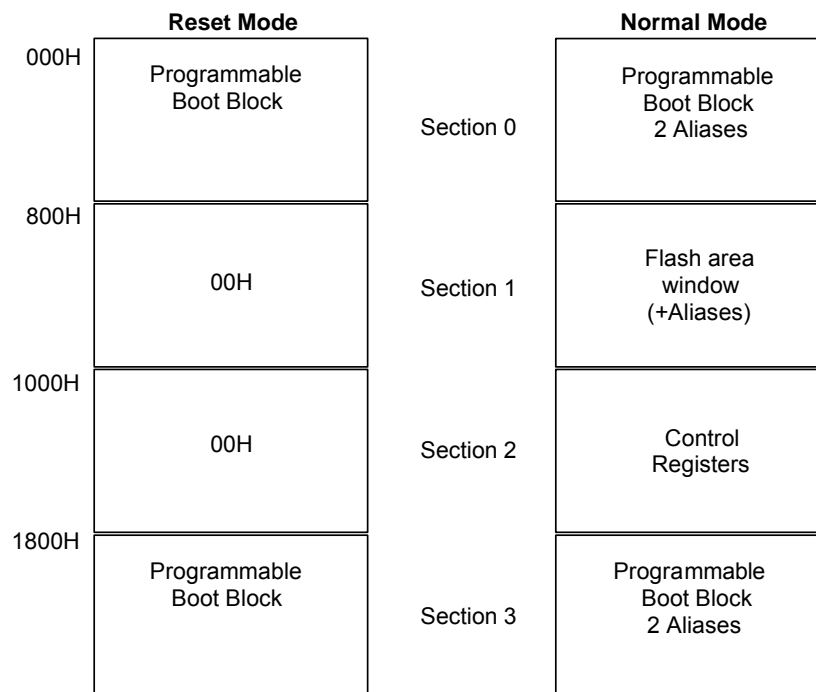 Reset Mode
Normal Mode
000H
Programmable
Boot Block
Section 0
Programmable
Boot Block
2 Aliases
800H
00H
Section 1
Flash area
window
(+Aliases)
1000H
00H
Section 2
Control
Registers
1800H
Programmable
Boot Block
Section 3
Programmable
Boot Block
2 Aliases